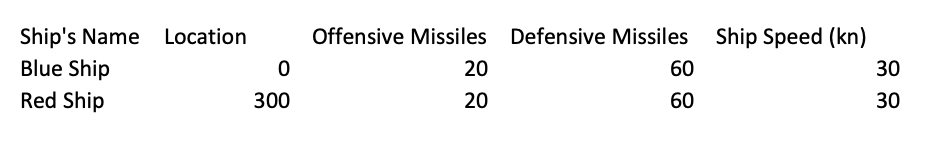 Ship's Name Location Offensive Missiles Defensive Missiles Ship Speed (kn)
Blue Ship 0 20 60 30
Red Ship 300 20 60 30